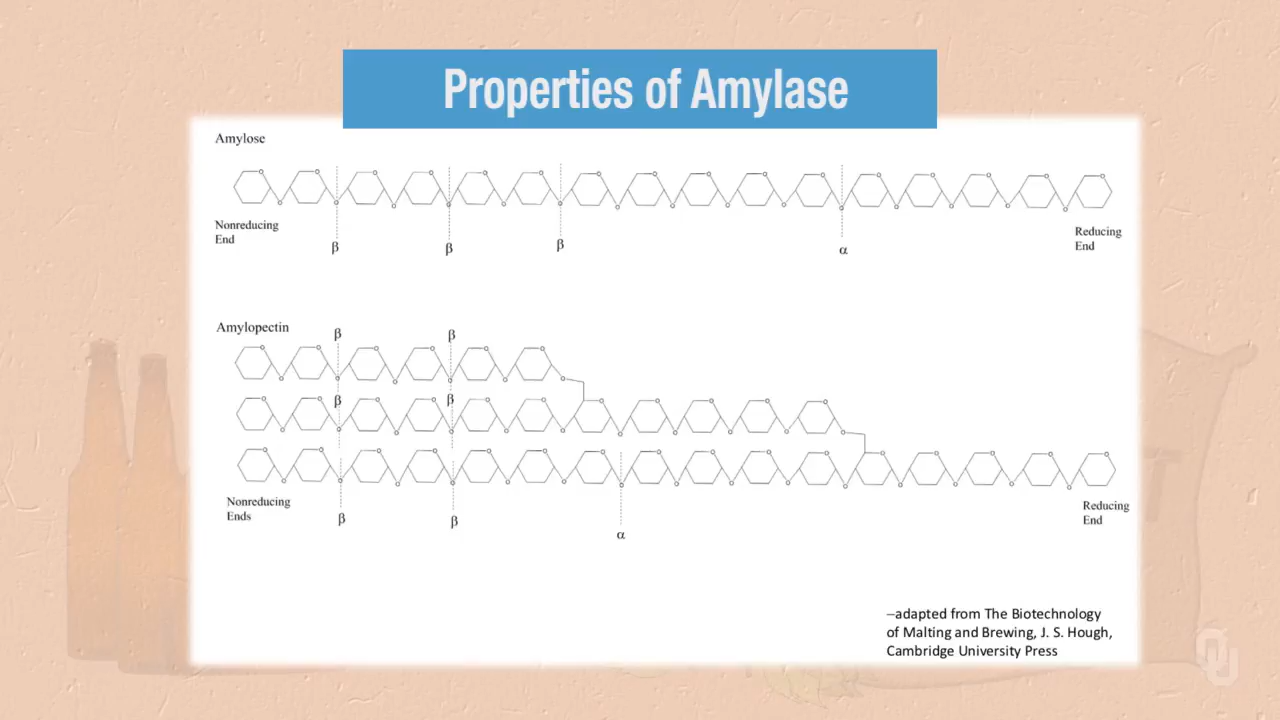 Properties of Amylase
Amylose
Nonreducing
End
β
β
β
α
Reducing
End
Amylopectin
β
β
β
β
Nonreducing
Ends
β
β
α
Reducing
End
–adapted from The Biotechnology
of Malting and Brewing, J. S. Hough,
Cambridge University Press